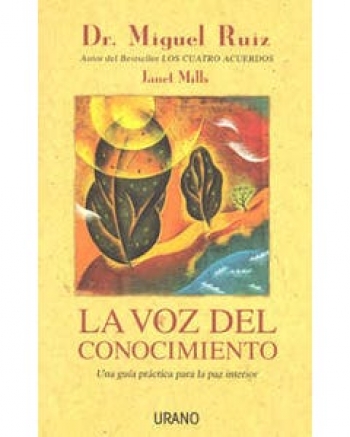 Dr. Miguel Ruiz
Autor del Bestseller LOS CUATRO ACUERDOS
Janet Mills
LA VOZ DEL
CONOCIMIENTO
Una guía práctica para la paz interior
URANO